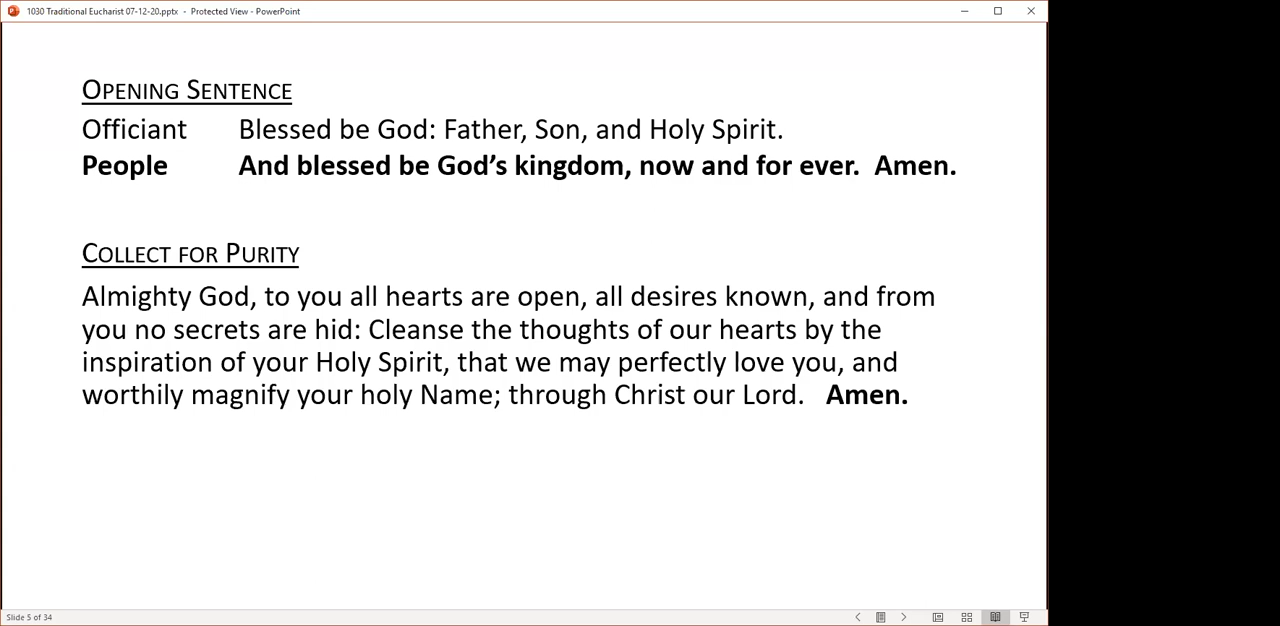 1030 Traditional Eucharist 07-12-20.pptx - Protected View - PowerPoint
OPENING SENTENCE
Officiant Blessed be God: Father, Son, and Holy Spirit.
People And blessed be God’s kingdom, now and for ever. Amen.
COLLECT FOR PURITY
Almighty God, to you all hearts are open, all desires known, and from
you no secrets are hid: Cleanse the thoughts of our hearts by the
inspiration of your Holy Spirit, that we may perfectly love you, and
worthily magnify your holy Name; through Christ our Lord. Amen.
Slide 5 of 34